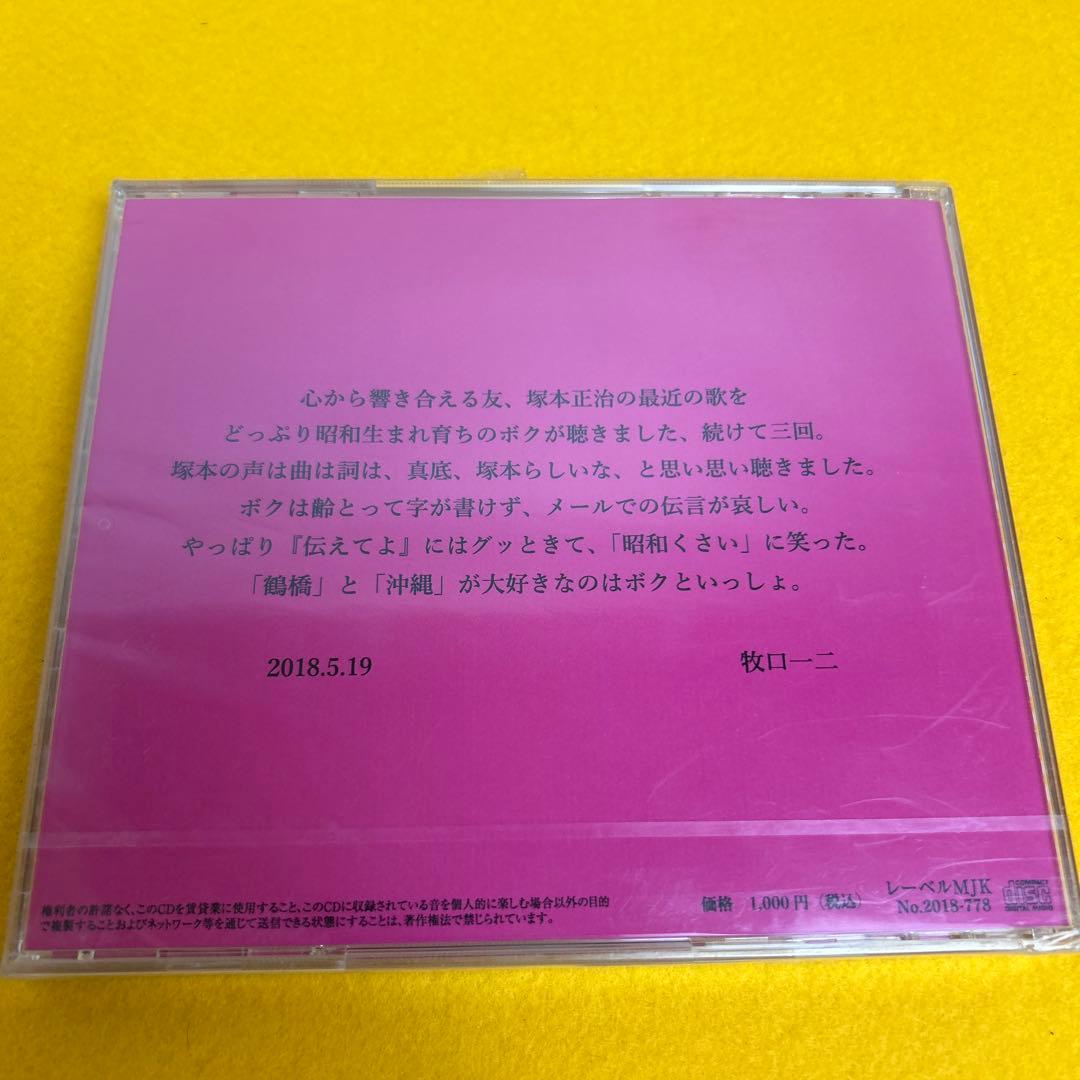 心から響き合える友、塚本正治の最近の歌を
どっぷり昭和生まれ育ちのボクが聴きました、続けて三回。
塚本の声は曲は詞は、真底、塚本らしいな、と思い思い聴きました。
ボクは齢とって字が書けず、メールでの伝言が哀しい。
やっぱり『伝えてよ』にはグッときて、「昭和くさい」に笑った。
「鶴橋」と「沖縄」が大好きなのはボクといっしょ。
2018.5.19 牧口一二
権利者の許諾なく、このCDを賃貸業に使用すること、このCDに収録されている音を個人的に楽しむ場合以外の目的
で複製することおよびネットワーク等を通じて送信できる状態にすることは、著作権法で禁じられています。
価格 1,000円（税込）
レーベルMJK
No.2018-778
COMPACT
disc
DIGITAL AUDIO